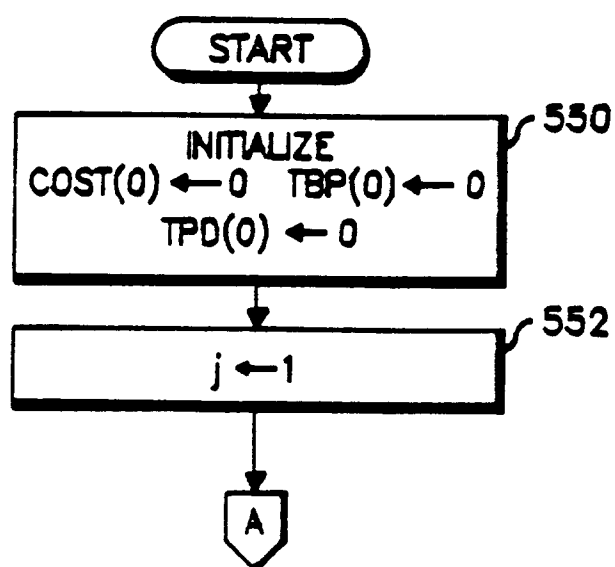 START
550
INITIALIZE
COST(0) ← 0 TBP(0) ← 0
TPD(0) ← 0
552
j ← 1
A